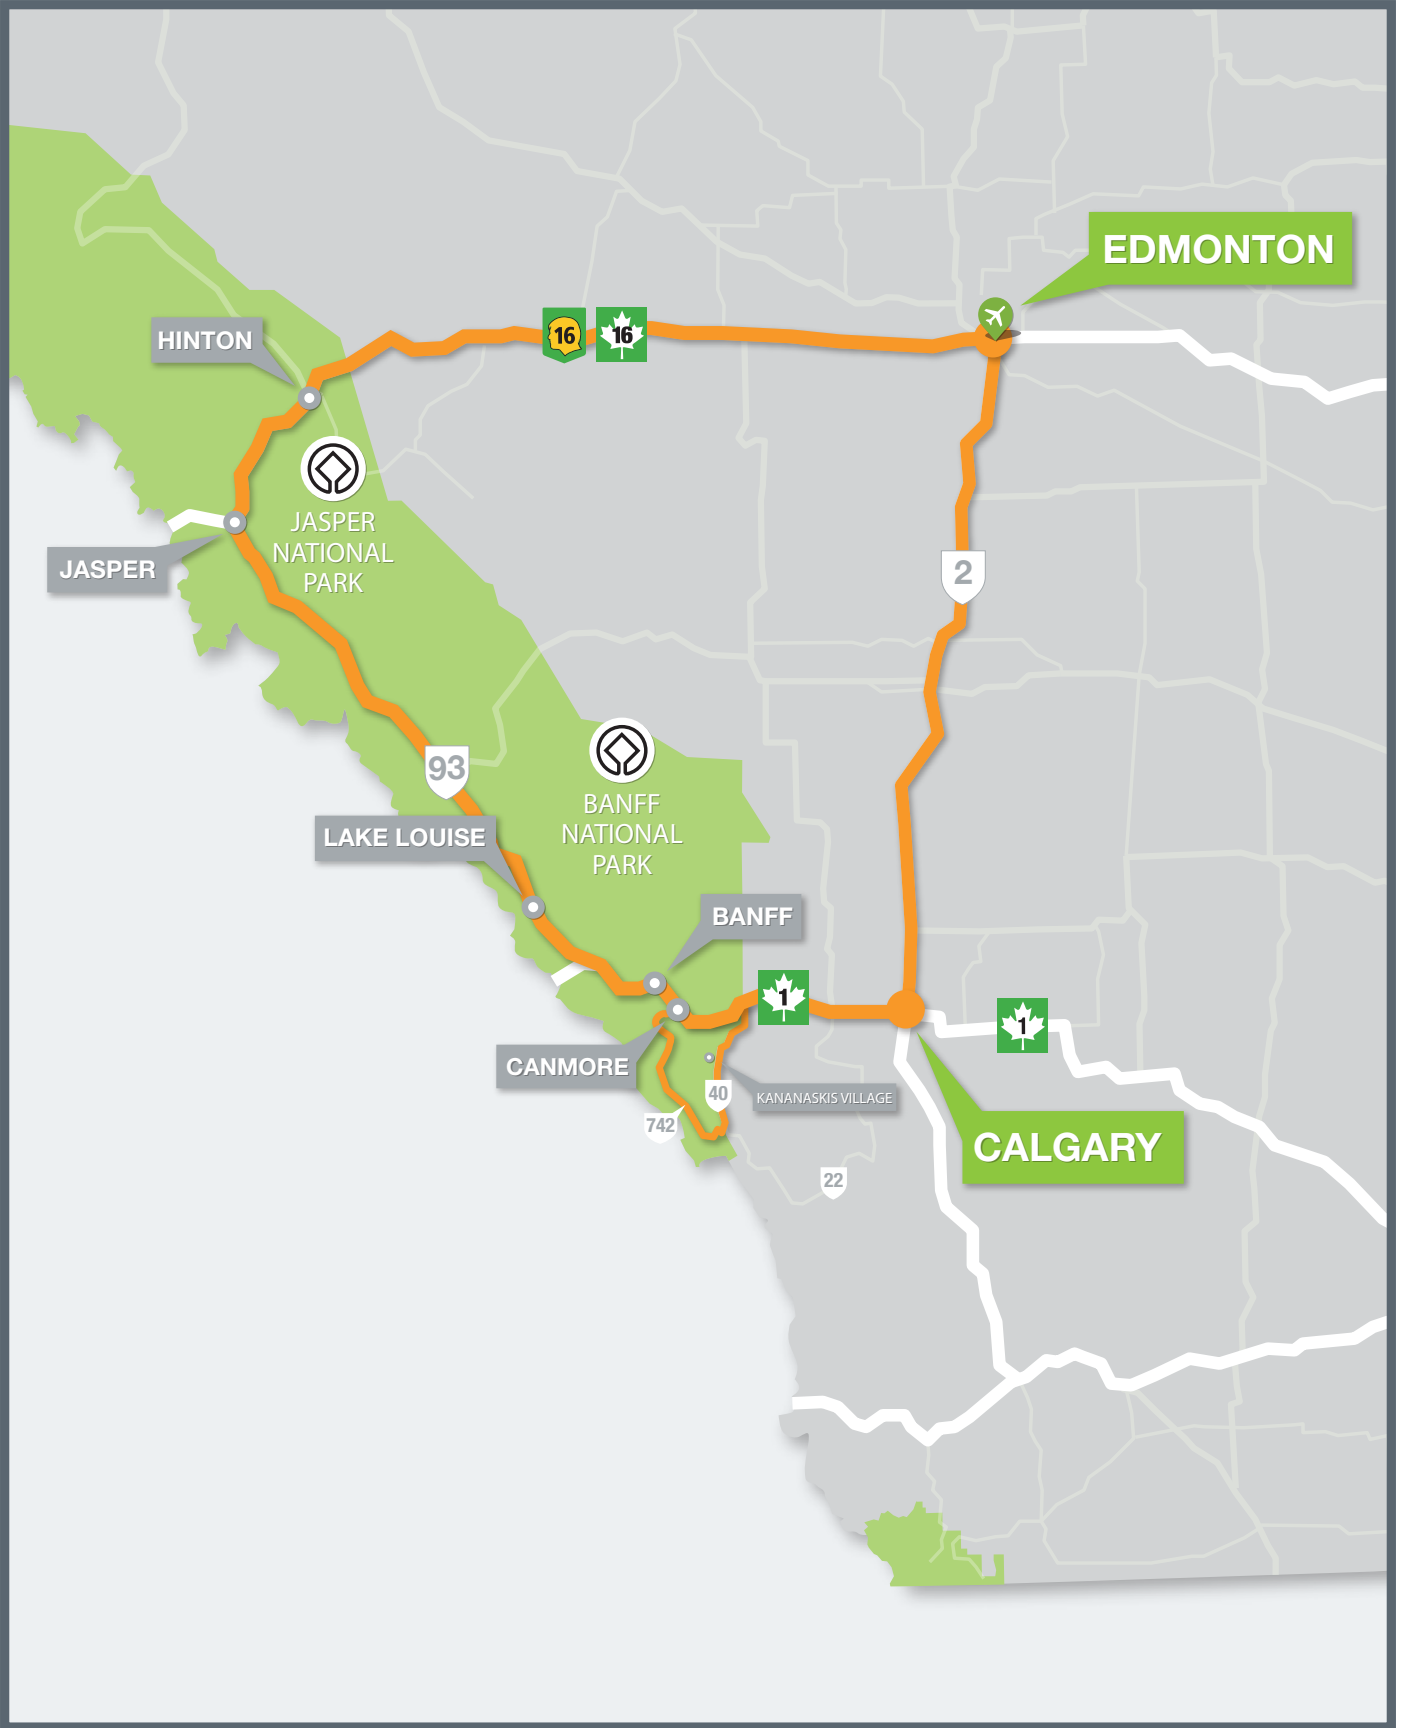 EDMONTON
HINTON
16
16
JASPER
NATIONAL
PARK
JASPER
2
93
BANFF
NATIONAL
PARK
LAKE LOUISE
BANFF
1
1
CANMORE
KANANASKIS VILLAGE
40
742
CALGARY
22